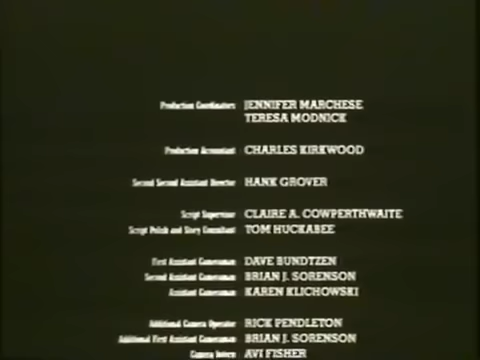 Production Coordinators JENNIFER MARCHESE
TERESA MODNICK
Production Accountant CHARLES KIRKWOOD
Second Second Assistant Director HANK GROVER
Script Supervisor CLAIRE A. COWPERTHWAITE
Script Polish and Story Consultant TOM HUCKABEE
First Assistant Cameraman DAVE BUNDTZEN
Second Assistant Cameraman BRIAN J. SORENSON
Assistant Cameraman KAREN KLICHOWSKI
Additional Camera Operator RICK PENDLETON
Additional First Assistant Cameraman BRIAN J. SORENSON
Camera Intern AVI FISHER